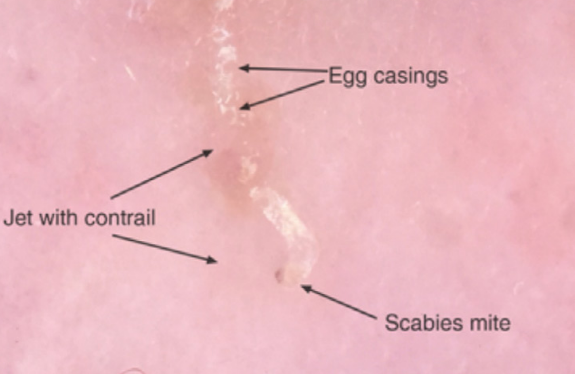 Egg casings
Jet with contrail
Scabies mite